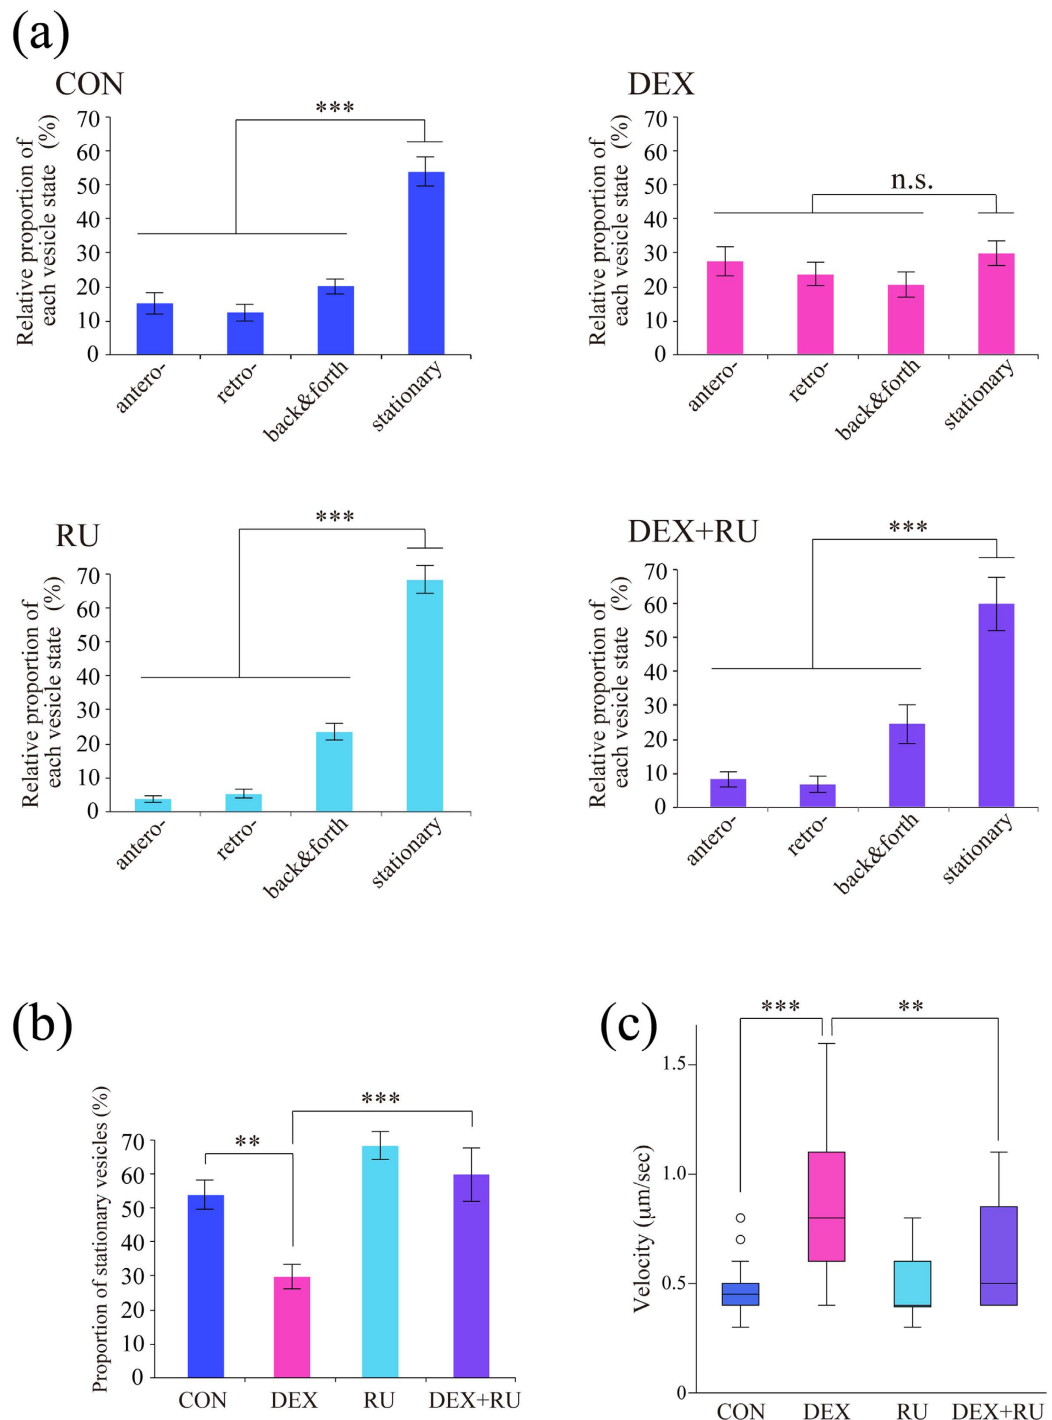 (a)
CON
***
Relative proportion of
each vesicle state (%)
70
60
50
40
30
20
10
0
antero-
retro-
back&forth
stationary
DEX
n.s.
Relative proportion of
each vesicle state (%)
70
60
50
40
30
20
10
0
antero-
retro-
back&forth
stationary
RU
***
Relative proportion of
each vesicle state (%)
70
60
50
40
30
20
10
0
antero-
retro-
back&forth
stationary
DEX+RU
***
Relative proportion of
each vesicle state (%)
70
60
50
40
30
20
10
0
antero-
retro-
back&forth
stationary
(b)
Proportion of stationary vesicles (%)
***
**
70
60
50
40
30
20
10
0
CON DEX RU DEX+RU
(c)
Velocity (μm/sec)
*** **
1.5
1.0
0.5
0
CON DEX RU DEX+RU